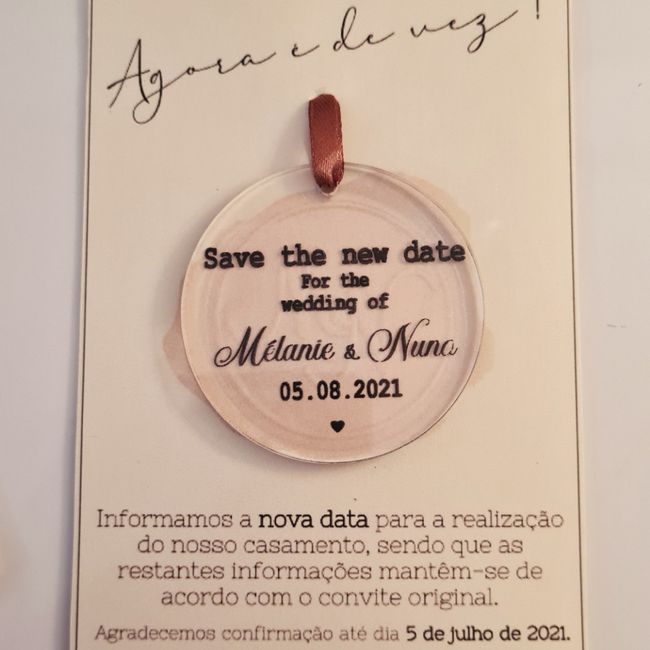 Agora é de vez!
Save the new date
For the
wedding of
Mélanie & Nuno
05.08.2021
Informamos a nova data para a realização
do nosso casamento, sendo que as
restantes informações mantêm-se de
acordo com o convite original.
Agradecemos confirmação até dia 5 de julho de 2021.